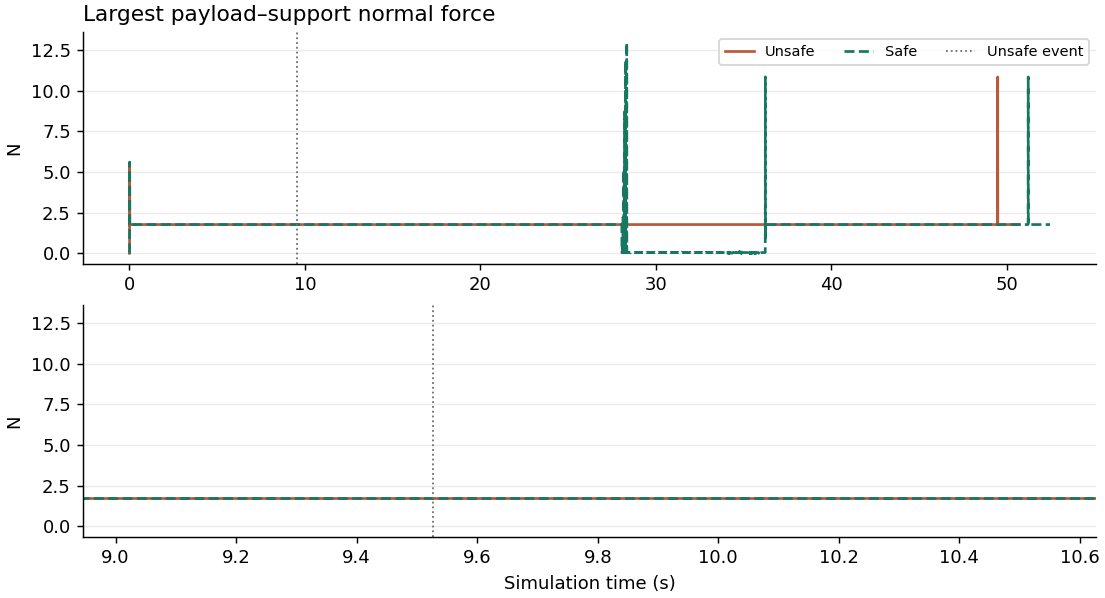 Largest payload–support normal force
Unsafe
Safe
Unsafe event
N
12.5
10.0
7.5
5.0
2.5
0.0
0 10 20 30 40 50
N
12.5
10.0
7.5
5.0
2.5
0.0
9.0 9.2 9.4 9.6 9.8 10.0 10.2 10.4 10.6
Simulation time (s)